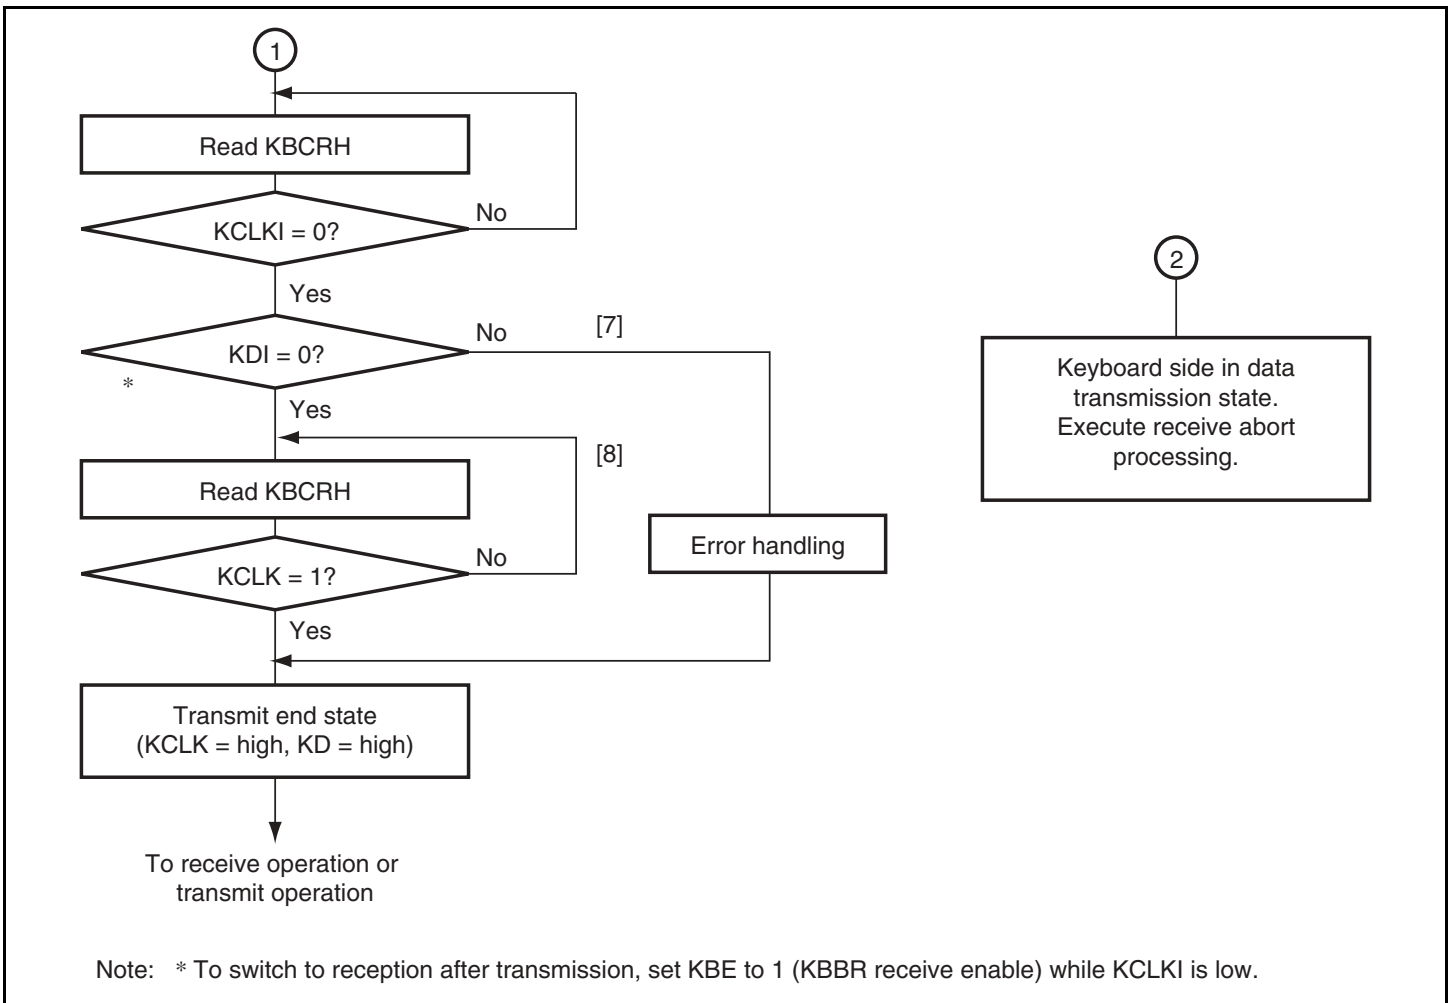 1
Read KBCRH
KCLKI = 0?
No
Yes
KDI = 0?
No
[7]
*
Yes
[8]
Read KBCRH
KCLK = 1?
No
Error handling
Yes
Transmit end state
(KCLK = high, KD = high)
To receive operation or
transmit operation
2
Keyboard side in data
transmission state.
Execute receive abort
processing.
Note: * To switch to reception after transmission, set KBE to 1 (KBBR receive enable) while KCLKI is low.